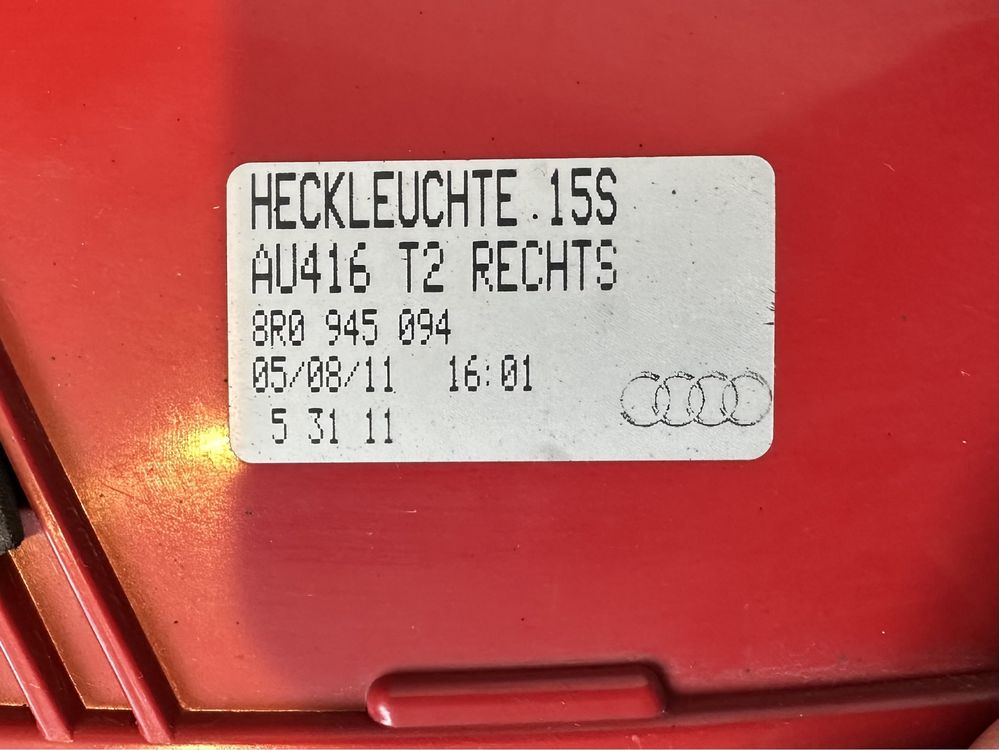 HECKLEUCHTE.15S
AU416 T2 RECHTS
8R0 945 094
05/08/11 16:01
5 31 11